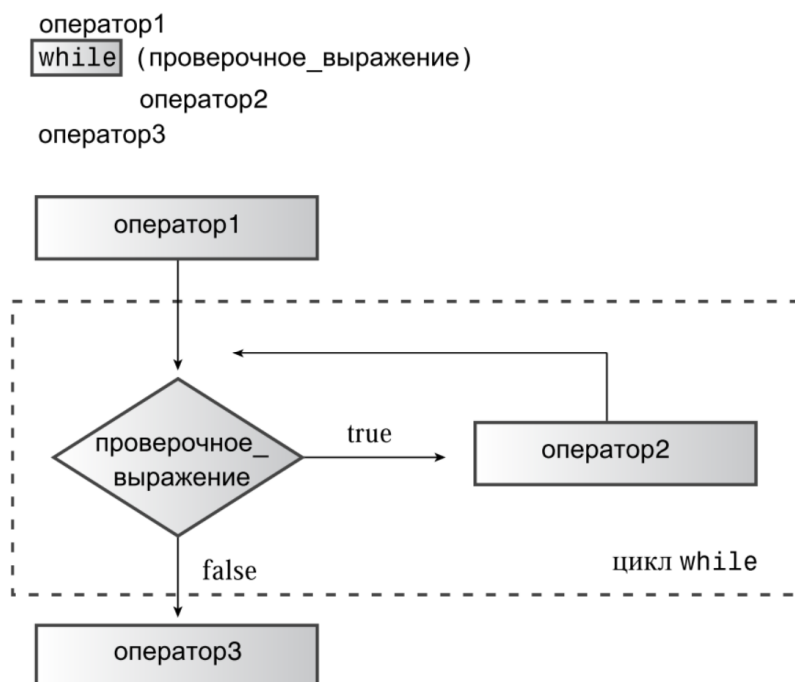 оператор1
while (проверочное_выражение)
оператор2
оператор3
оператор1
проверочное_
выражение
true
оператор2
false
цикл while
оператор3